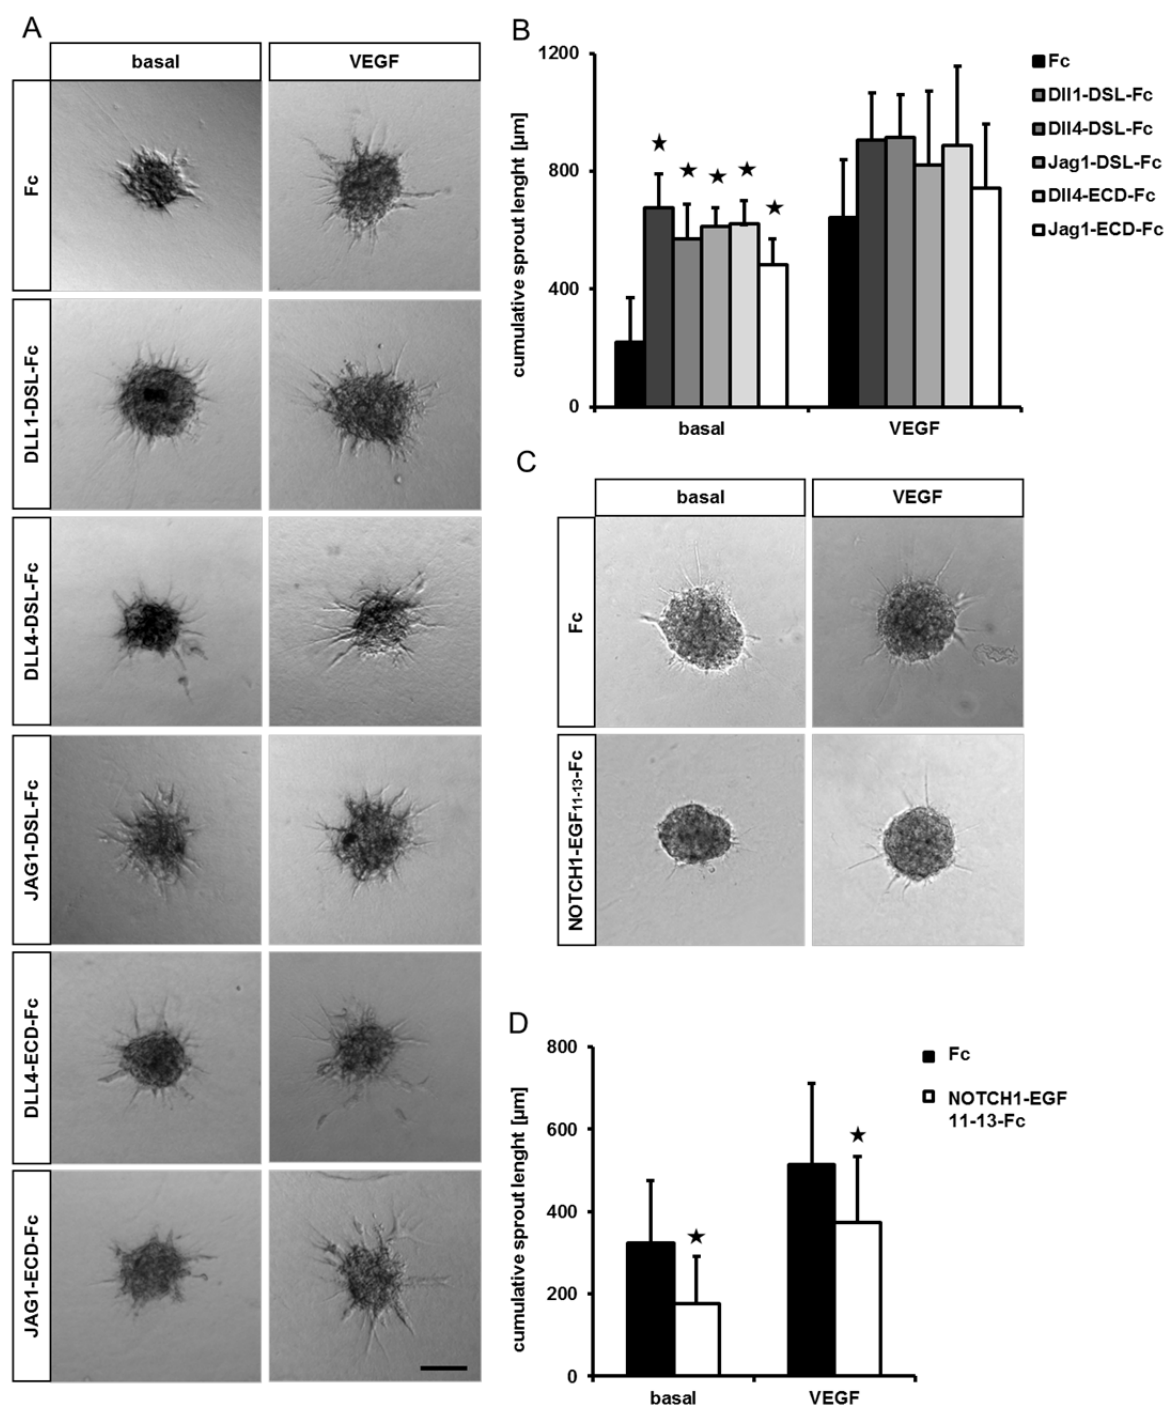 A
basal VEGF
Fc
DLL1-DSL-Fc
DLL4-DSL-Fc
JAG1-DSL-Fc
DLL4-ECD-Fc
JAG1-ECD-Fc
B
cumulative sprout lenght [µm]
1200
800
400
0
basal VEGF
Fc
Dll1-DSL-Fc
Dll4-DSL-Fc
Jag1-DSL-Fc
Dll4-ECD-Fc
Jag1-ECD-Fc
C
basal VEGF
Fc
NOTCH1-EGF11-13-Fc
D
cumulative sprout lenght [µm]
800
600
400
200
0
basal VEGF
Fc
NOTCH1-EGF
11-13-Fc